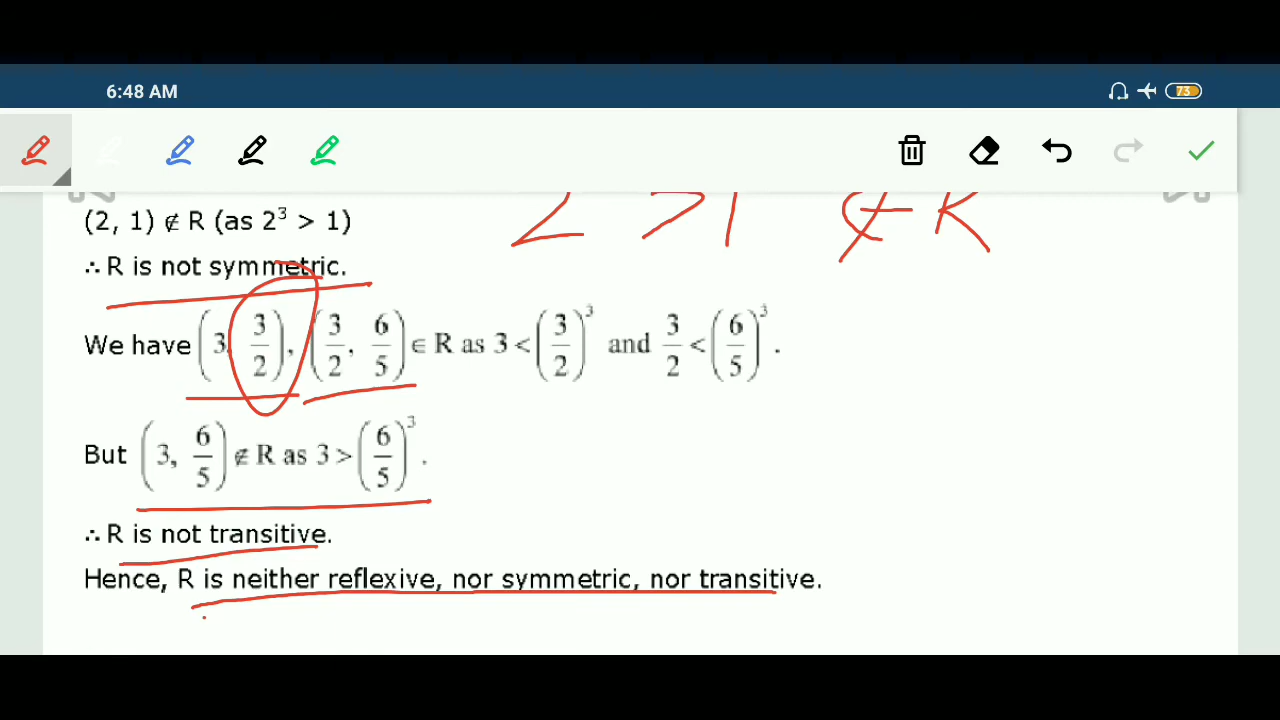 6:48 AM
73
(2, 1) ∉ R (as 2³ > 1)
2 > 1 ∉ R
∴ R is not symmetric.
We have (3, 3/2), (3/2, 6/5) ∈ R as 3 < (3/2)³ and 3/2 < (6/5)³.
But (3, 6/5) ∉ R as 3 > (6/5)³.
∴ R is not transitive.
Hence, R is neither reflexive, nor symmetric, nor transitive.